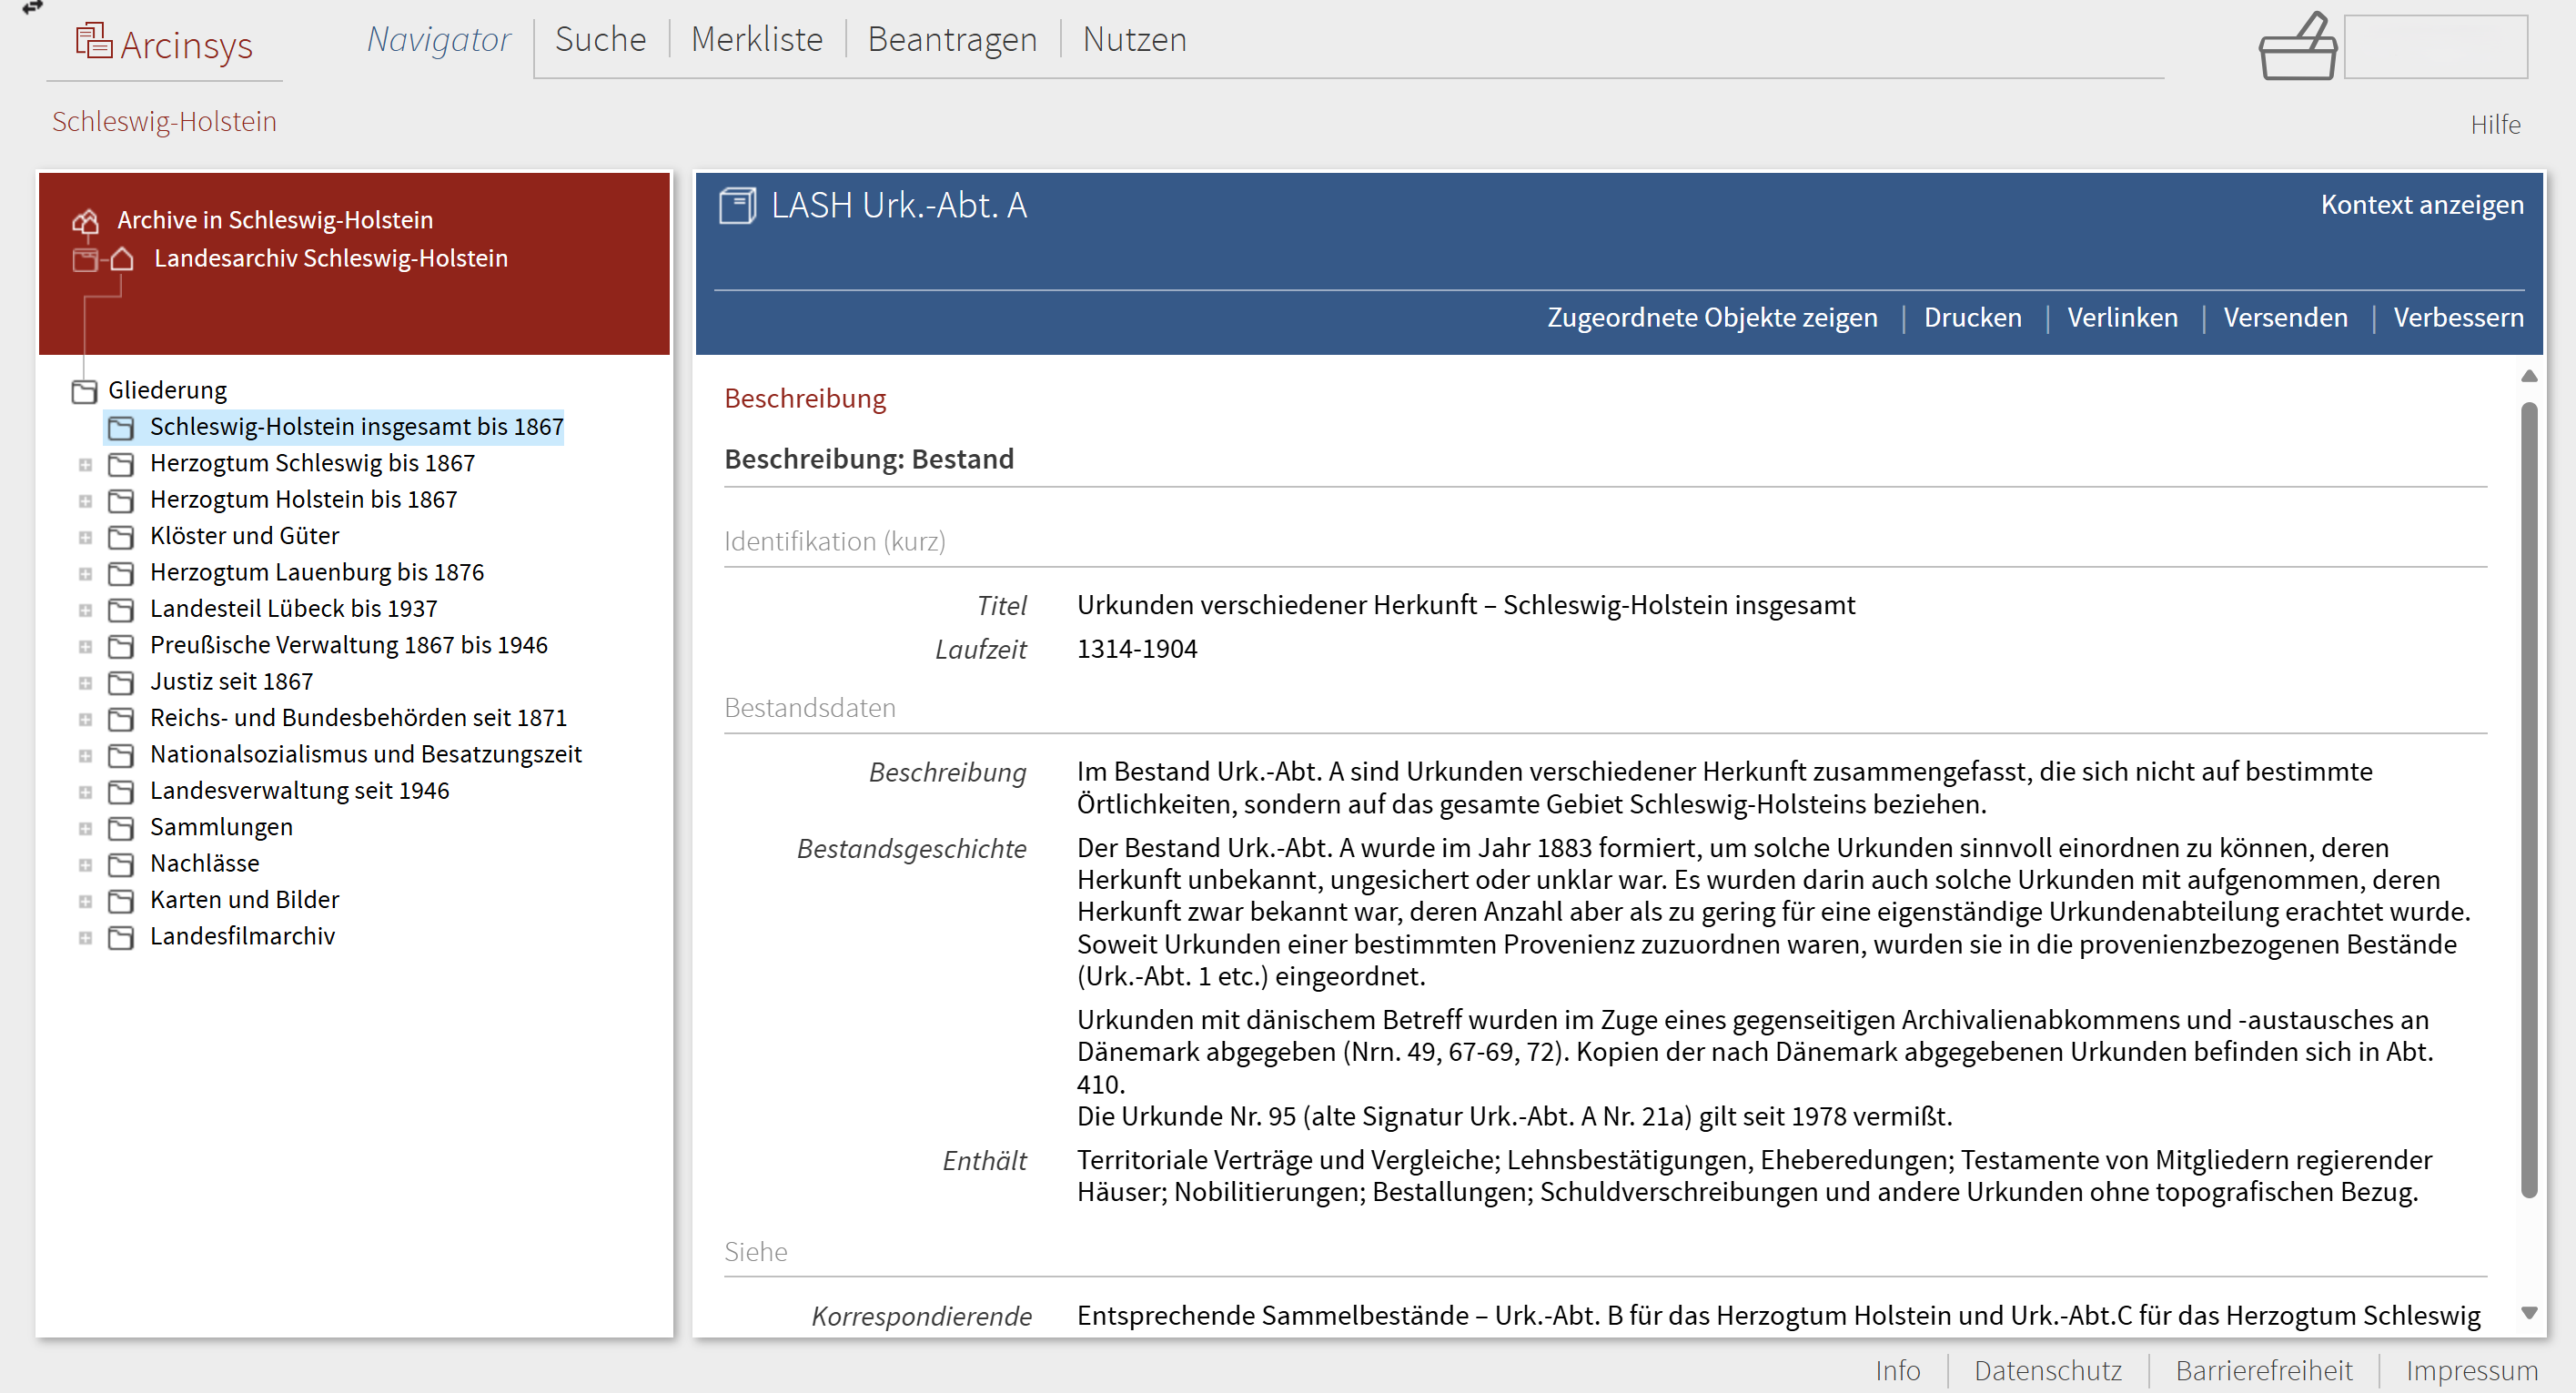 Arcinsys
Navigator
Suche
Merkliste
Beantragen
Nutzen
Schleswig-Holstein
Hilfe
Archive in Schleswig-Holstein
Landesarchiv Schleswig-Holstein
Gliederung
Schleswig-Holstein insgesamt bis 1867
Herzogtum Schleswig bis 1867
Herzogtum Holstein bis 1867
Klöster und Güter
Herzogtum Lauenburg bis 1876
Landesteil Lübeck bis 1937
Preußische Verwaltung 1867 bis 1946
Justiz seit 1867
Reichs- und Bundesbehörden seit 1871
Nationalsozialismus und Besatzungszeit
Landesverwaltung seit 1946
Sammlungen
Nachlässe
Karten und Bilder
Landesfilmarchiv
LASH Urk.-Abt. A
Kontext anzeigen
Zugeordnete Objekte zeigen
Drucken
Verlinken
Versenden
Verbessern
Beschreibung
Beschreibung: Bestand
Identifikation (kurz)
Titel Urkunden verschiedener Herkunft – Schleswig-Holstein insgesamt
Laufzeit 1314-1904
Bestandsdaten
Beschreibung Im Bestand Urk.-Abt. A sind Urkunden verschiedener Herkunft zusammengefasst, die sich nicht auf bestimmte
Örtlichkeiten, sondern auf das gesamte Gebiet Schleswig-Holsteins beziehen.
Bestandsgeschichte Der Bestand Urk.-Abt. A wurde im Jahr 1883 formiert, um solche Urkunden sinnvoll einordnen zu können, deren
Herkunft unbekannt, ungesichert oder unklar war. Es wurden darin auch solche Urkunden mit aufgenommen, deren
Herkunft zwar bekannt war, deren Anzahl aber als zu gering für eine eigenständige Urkundenabteilung erachtet wurde.
Soweit Urkunden einer bestimmten Provenienz zuzuordnen waren, wurden sie in die provenienzbezogenen Bestände
(Urk.-Abt. 1 etc.) eingeordnet.
Urkunden mit dänischem Betreff wurden im Zuge eines gegenseitigen Archivalienabkommens und -austausches an
Dänemark abgegeben (Nrn. 49, 67-69, 72). Kopien der nach Dänemark abgegebenen Urkunden befinden sich in Abt.
410.
Die Urkunde Nr. 95 (alte Signatur Urk.-Abt. A Nr. 21a) gilt seit 1978 vermißt.
Enthält Territoriale Verträge und Vergleiche; Lehnsbestätigungen, Eheberedungen; Testamente von Mitgliedern regierender
Häuser; Nobilitierungen; Bestallungen; Schuldverschreibungen und andere Urkunden ohne topografischen Bezug.
Siehe
Korrespondierende Entsprechende Sammelbestände – Urk.-Abt. B für das Herzogtum Holstein und Urk.-Abt.C für das Herzogtum Schleswig
Info
Datenschutz
Barrierefreiheit
Impressum